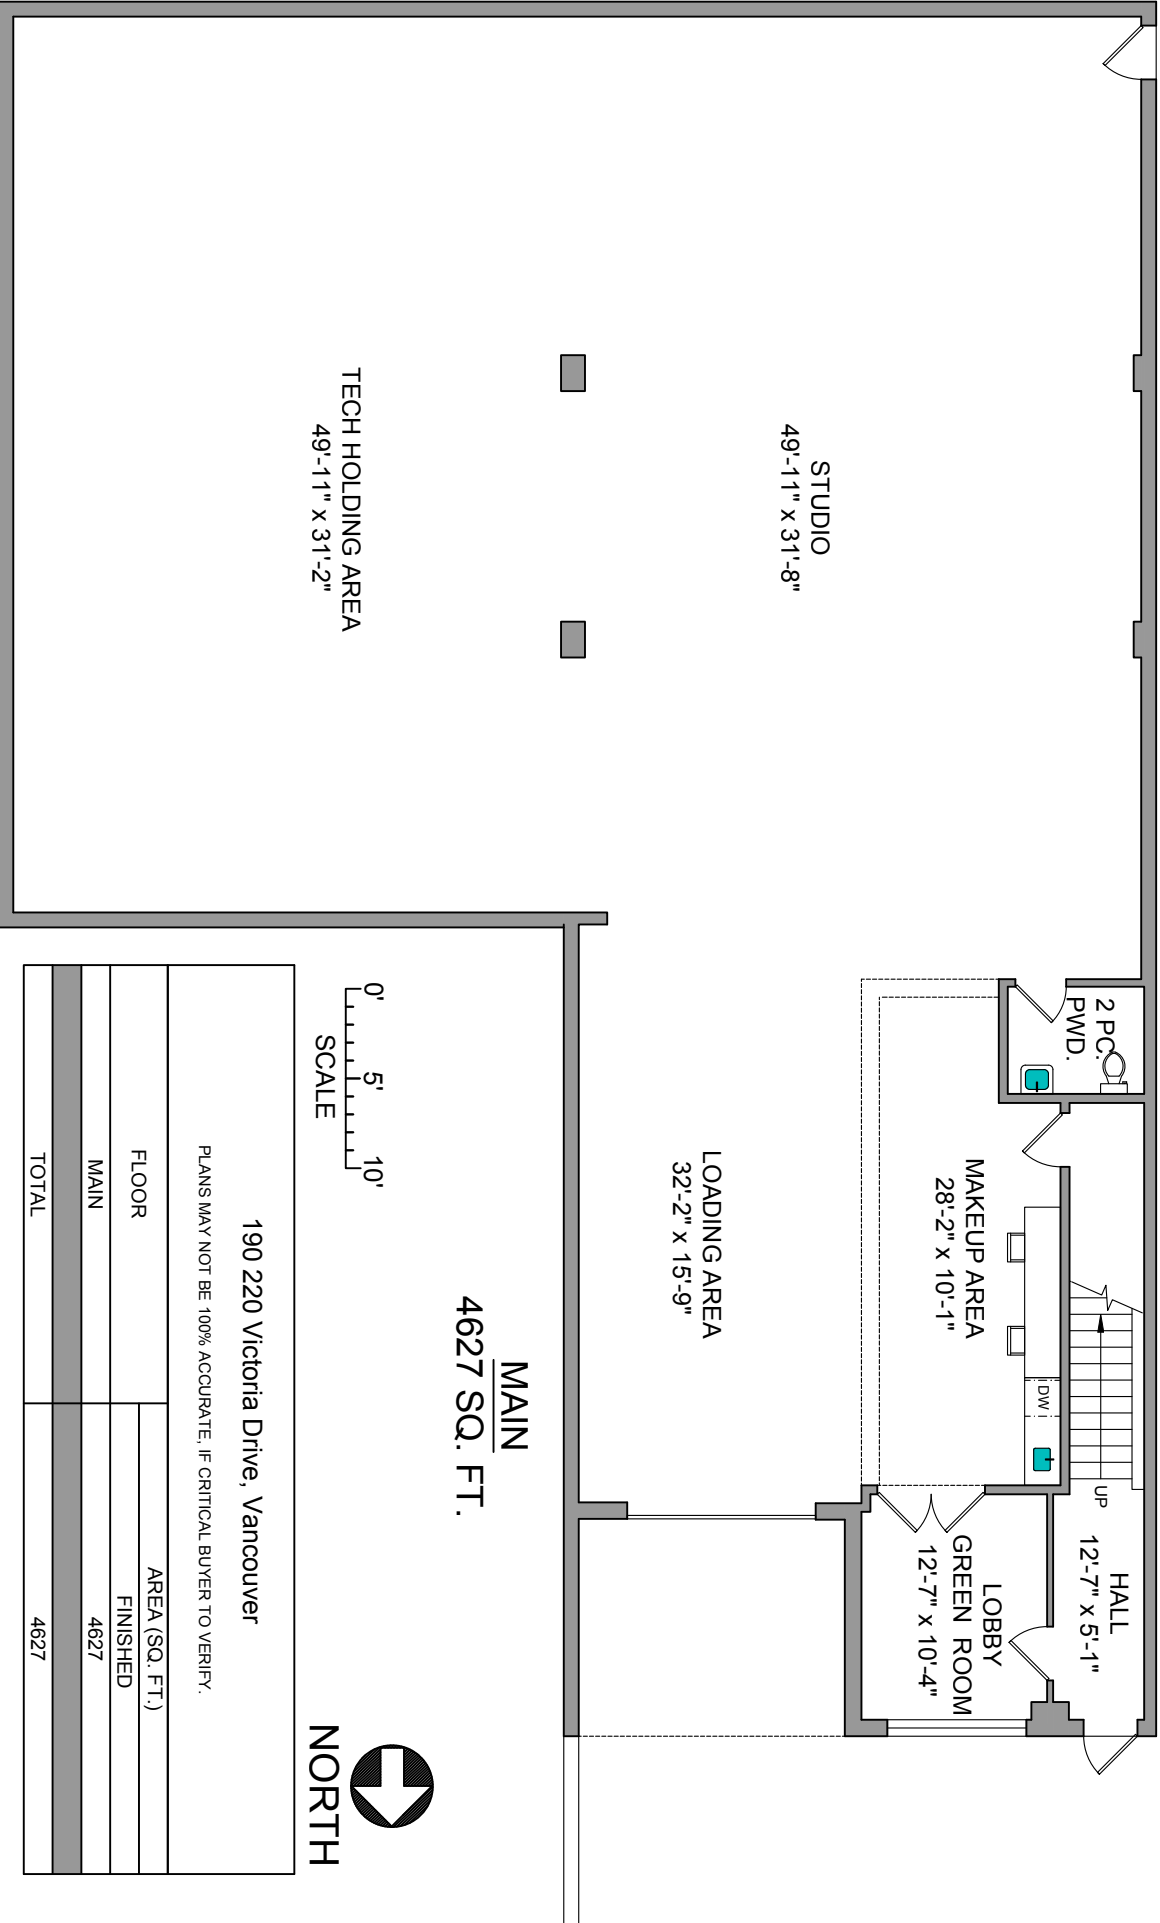 HALL
12'-7" x 5'-1"
UP
2 PC.
PWD.
DW
LOBBY
GREEN ROOM
12'-7" x 10'-4"
MAKEUP AREA
28'-2" x 10'-1"
STUDIO
49'-11" x 31'-8"
LOADING AREA
32'-2" x 15'-9"
TECH HOLDING AREA
49'-11" x 31'-2"
MAIN
4627 SQ. FT.
0' 5' 10'
SCALE
NORTH
190 220 Victoria Drive, Vancouver
PLANS MAY NOT BE 100% ACCURATE, IF CRITICAL BUYER TO VERIFY.
AREA (SQ. FT.)
FLOOR FINISHED
MAIN 4627
TOTAL 4627